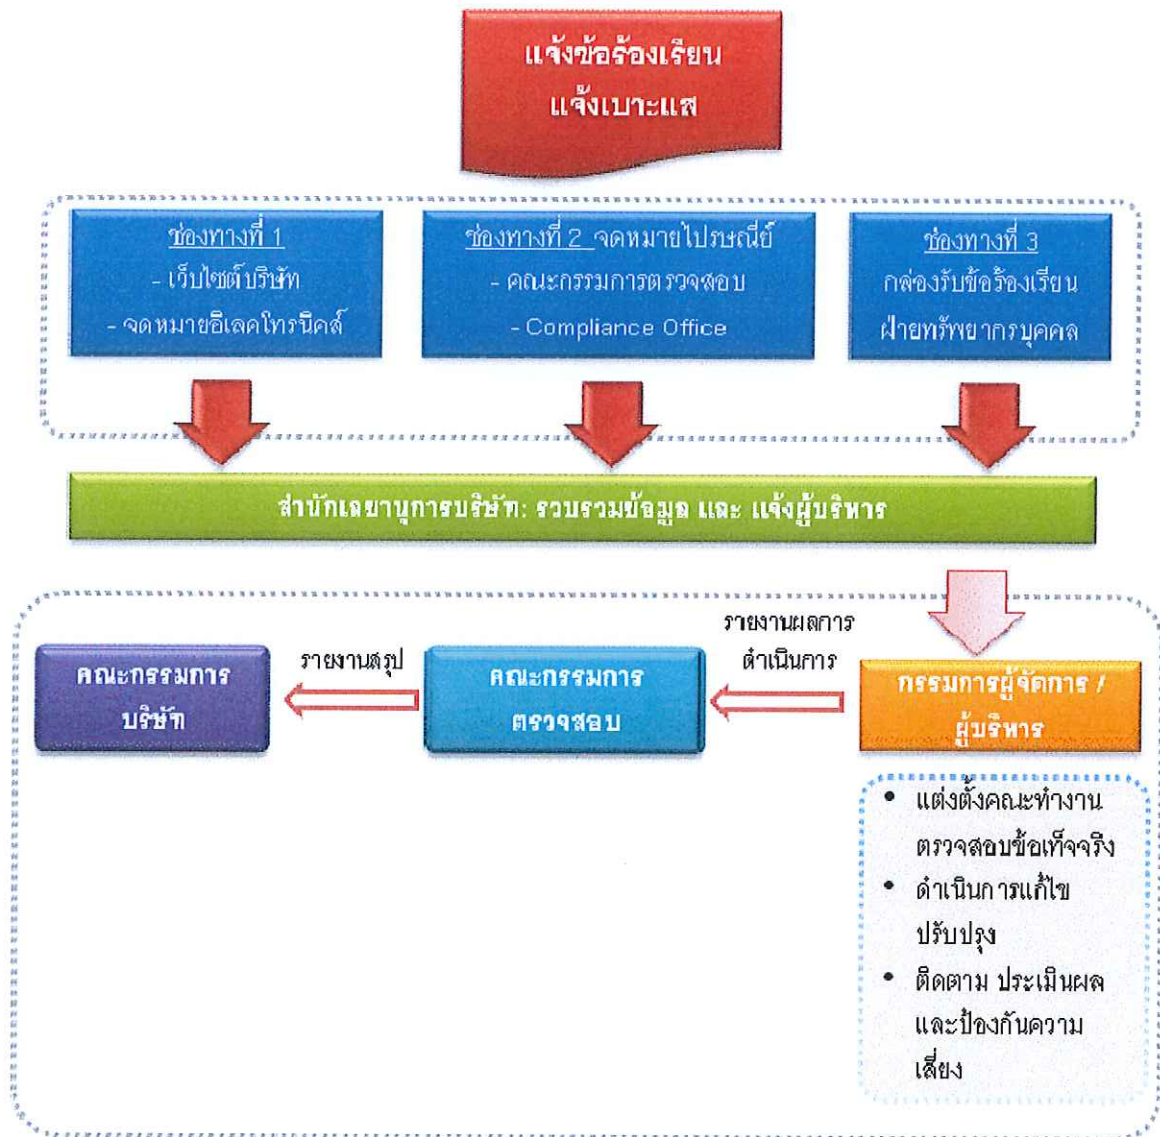 แจ้งข้อร้องเรียน
แจ้งเบาะแส
ช่องทางที่ 1
- เว็บไซต์บริษัท
- จดหมายอิเลคโทรนิคส์
ช่องทางที่ 2 จดหมายไปรษณีย์
- คณะกรรมการตรวจสอบ
- Compliance Office
ช่องทางที่ 3
กล่องรับข้อร้องเรียน
ฝ่ายทรัพยากรบุคคล
สำนักเลขานุการบริษัท: รวบรวมข้อมูล และ แจ้งผู้บริหาร
คณะกรรมการ
บริษัท
รายงานสรุป
คณะกรรมการ
ตรวจสอบ
รายงานผลการ
ดำเนินการ
กรรมการผู้จัดการ /
ผู้บริหาร
• แต่งตั้งคณะทำงาน
ตรวจสอบข้อเท็จจริง
• ดำเนินการแก้ไข
ปรับปรุง
• ติดตาม ประเมินผล
และป้องกันความ
เสี่ยง